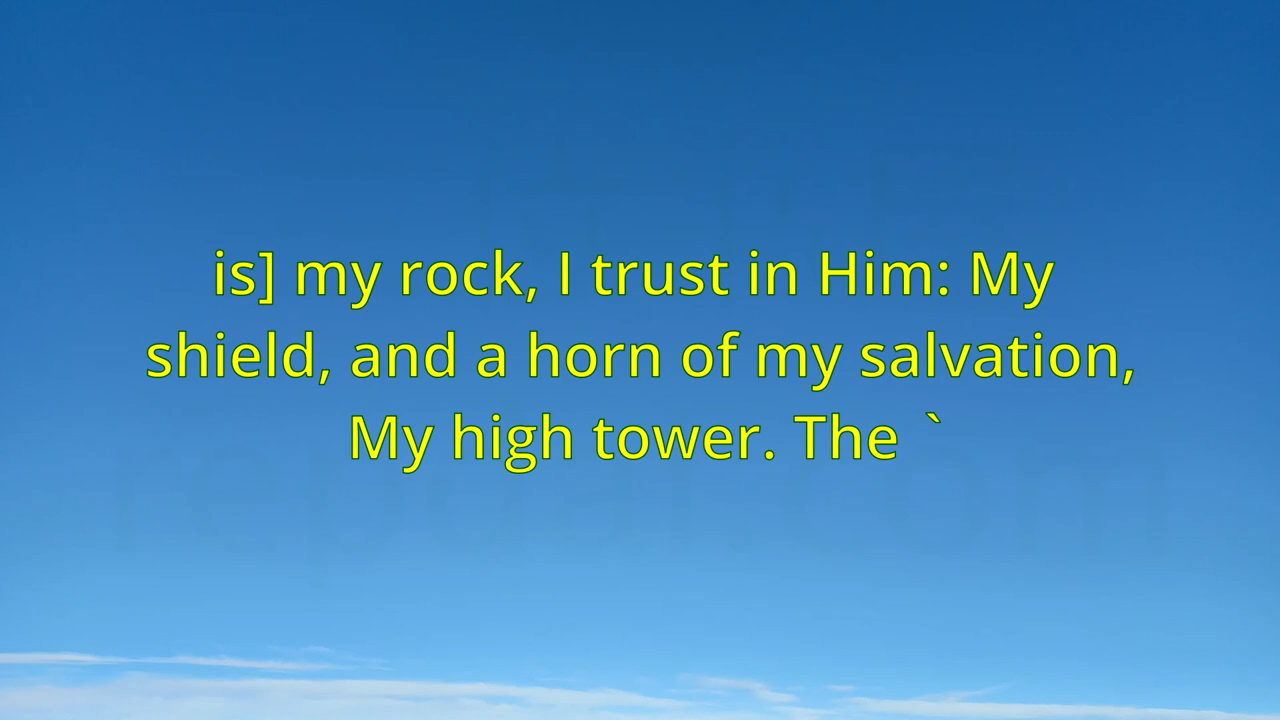 is] my rock, I trust in Him: My
shield, and a horn of my salvation,
My high tower. The `